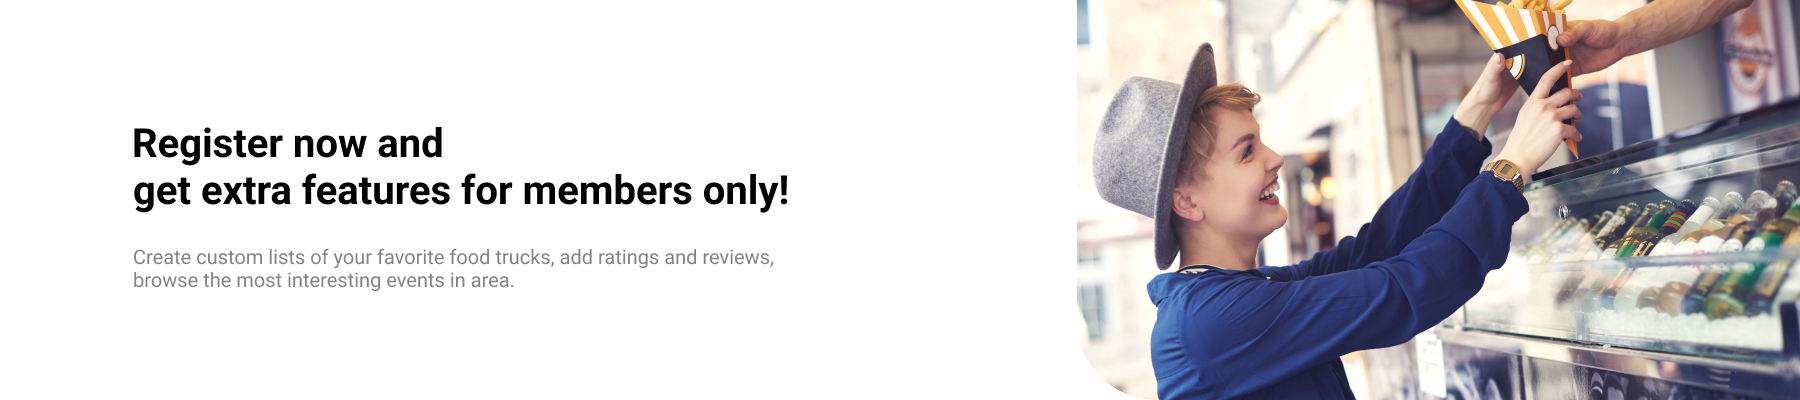 Register now and
get extra features for members only!
Create custom lists of your favorite food trucks, add ratings and reviews,
browse the most interesting events in area.